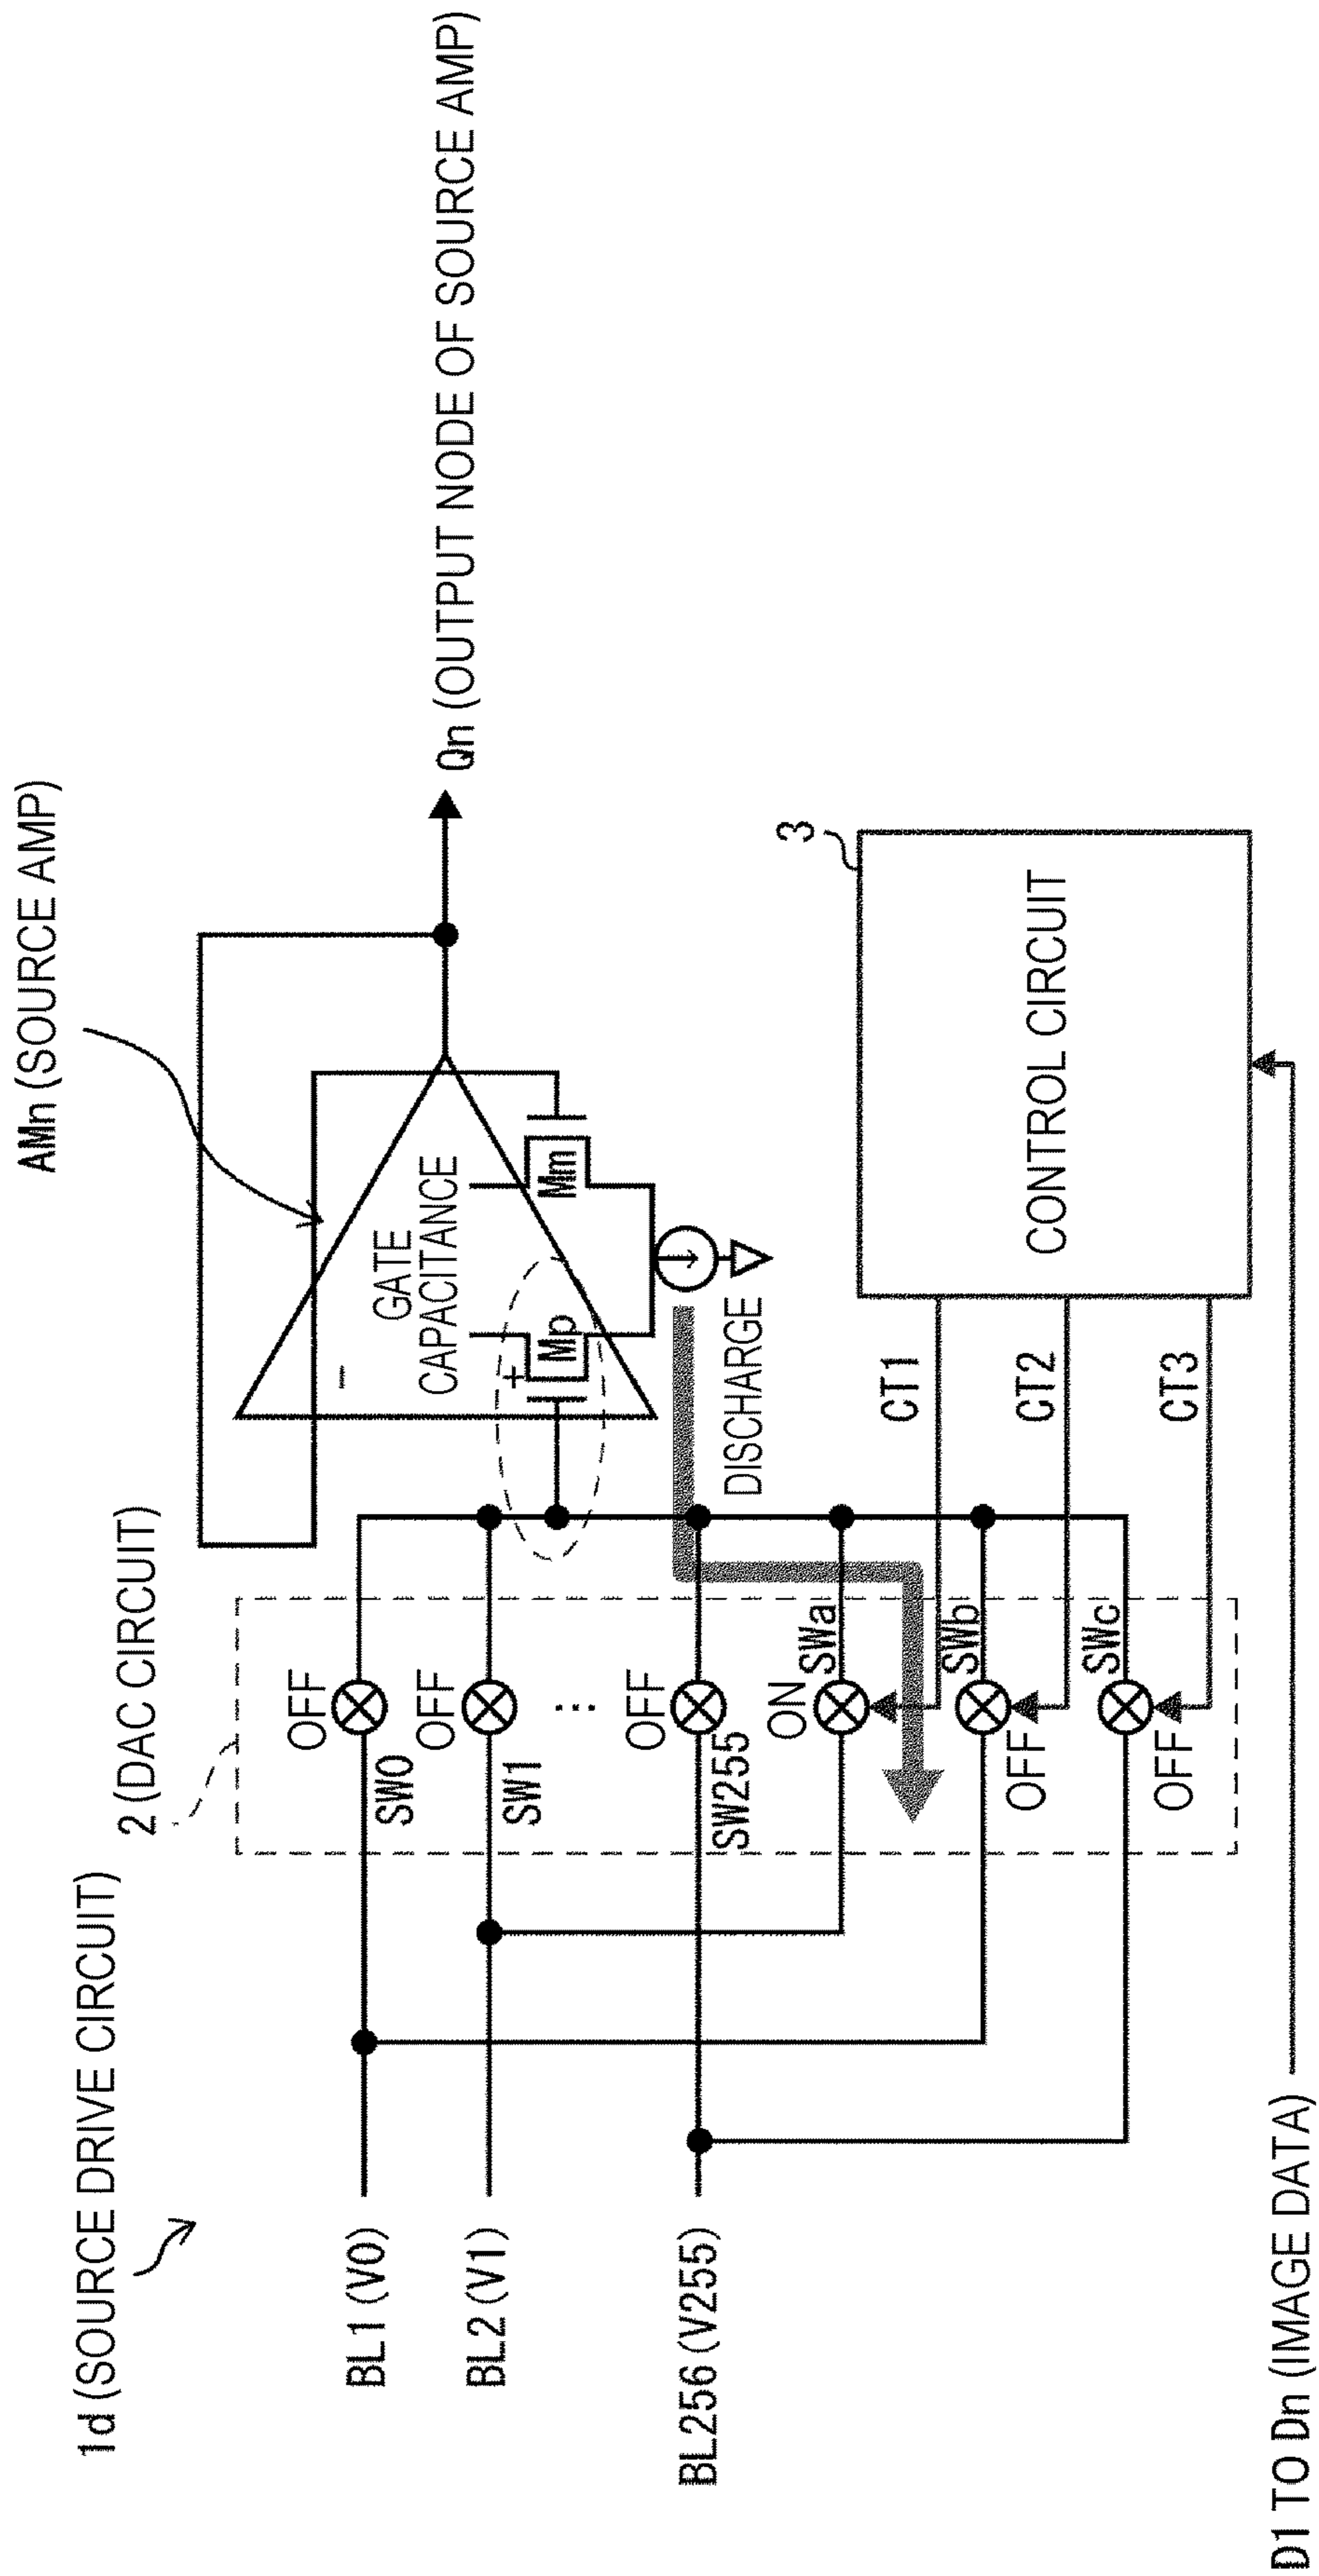 1d (SOURCE DRIVE CIRCUIT)
2 (DAC CIRCUIT)
AMn (SOURCE AMP)
BL1 (V0)
BL2 (V1)
BL256 (V255)
OFF
SW0
OFF
SW1
...
OFF
SW255
ON
SWa
SWb
OFF
SWc
OFF
-
GATE
CAPACITANCE
+
Mp
Mm
DISCHARGE
Qn (OUTPUT NODE OF SOURCE AMP)
CT1
CT2
CT3
3
CONTROL CIRCUIT
D1 TO Dn (IMAGE DATA)